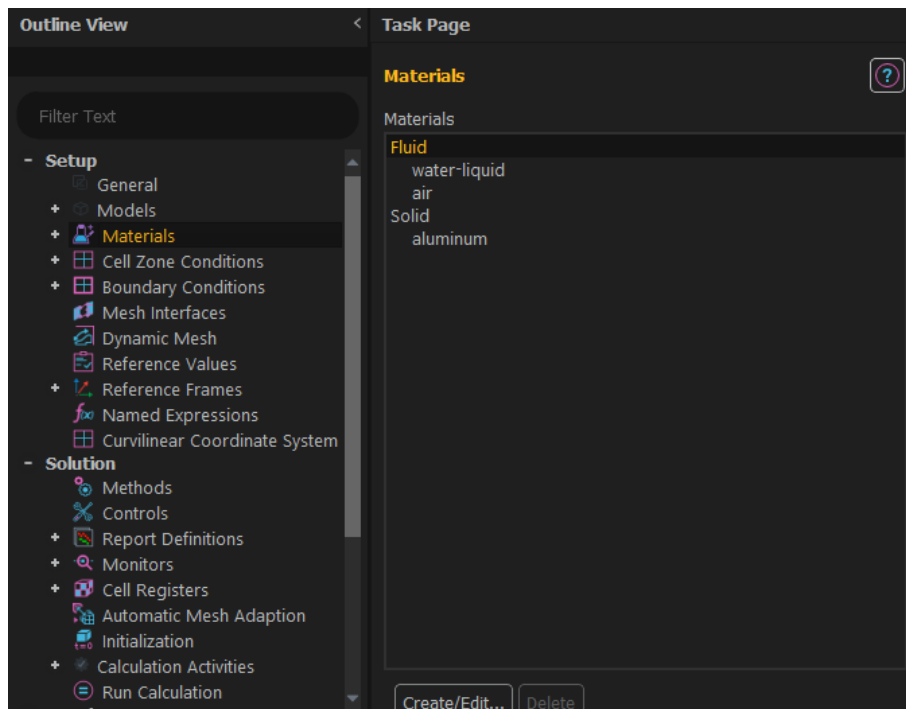 Outline View
<
Filter Text
- Setup
General
+ Models
+ Materials
+ Cell Zone Conditions
+ Boundary Conditions
Mesh Interfaces
Dynamic Mesh
Reference Values
+ Reference Frames
f(x) Named Expressions
Curvilinear Coordinate System
- Solution
Methods
Controls
+ Report Definitions
+ Monitors
+ Cell Registers
Automatic Mesh Adaption
t=0 Initialization
+ Calculation Activities
Run Calculation
Task Page
Materials
?
Materials
Fluid
water-liquid
air
Solid
aluminum
Create/Edit...
Delete